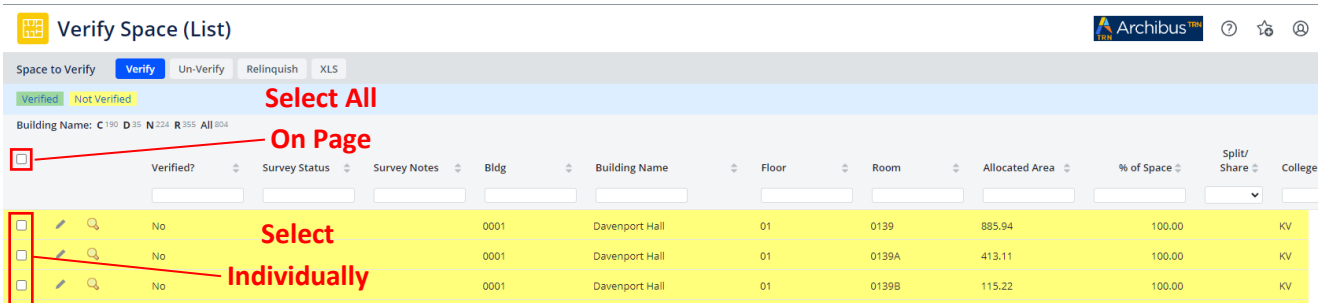 Verify Space (List)
Archibus TRN
TRN
Space to Verify Verify Un-Verify Relinquish XLS
Verified Not Verified
Select All
On Page
Building Name: C 190 D 35 N 224 R 355 All 804
Verified? Survey Status Survey Notes Bldg Building Name Floor Room Allocated Area % of Space Split/
Share College
No 0001 Davenport Hall 01 0139 885.94 100.00 KV
Select
No 0001 Davenport Hall 01 0139A 413.11 100.00 KV
Individually
No 0001 Davenport Hall 01 0139B 115.22 100.00 KV